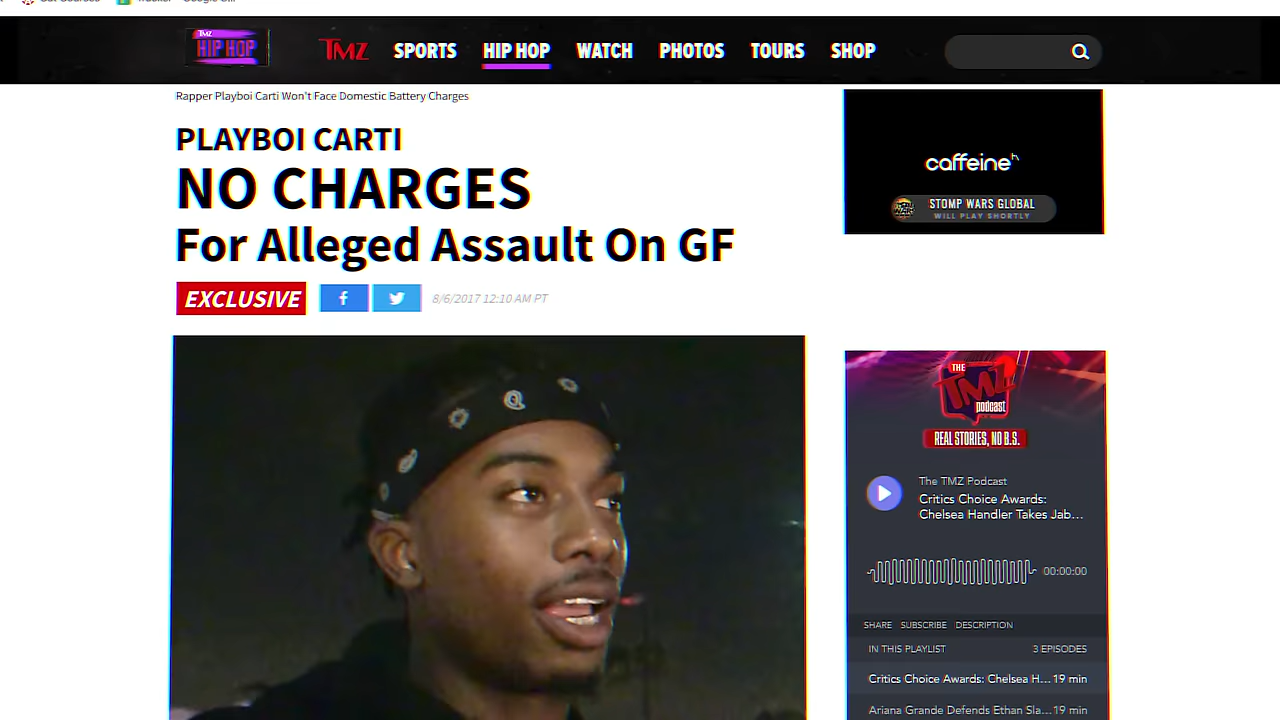 TMZ
HIP HOP
TMZ
SPORTS
HIP HOP
WATCH
PHOTOS
TOURS
SHOP
Rapper Playboi Carti Won't Face Domestic Battery Charges
PLAYBOI CARTI
NO CHARGES
For Alleged Assault On GF
EXCLUSIVE
8/6/2017 12:10 AM PT
caffeine
STOMP WARS GLOBAL
WILL PLAY SHORTLY
THE
TMZ
podcast
REAL STORIES, NO B.S.
The TMZ Podcast
Critics Choice Awards:
Chelsea Handler Takes Jab...
00:00:00
SHARE SUBSCRIBE DESCRIPTION
IN THIS PLAYLIST 3 EPISODES
Critics Choice Awards: Chelsea H... 19 min
Ariana Grande Defends Ethan Sla... 19 min